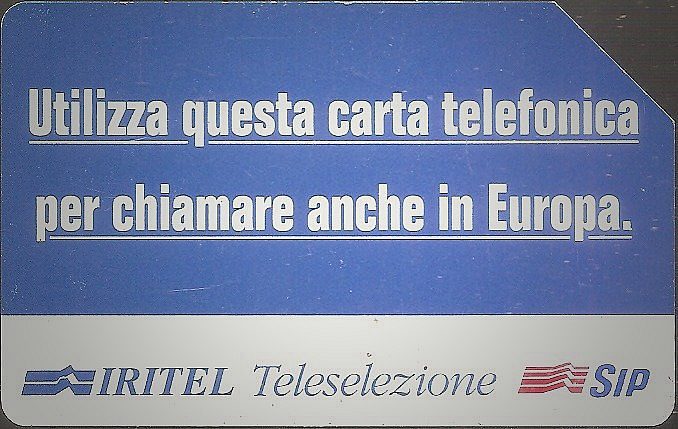 Utilizza questa carta telefonica
per chiamare anche in Europa.
IRITEL Teleselezione SIP